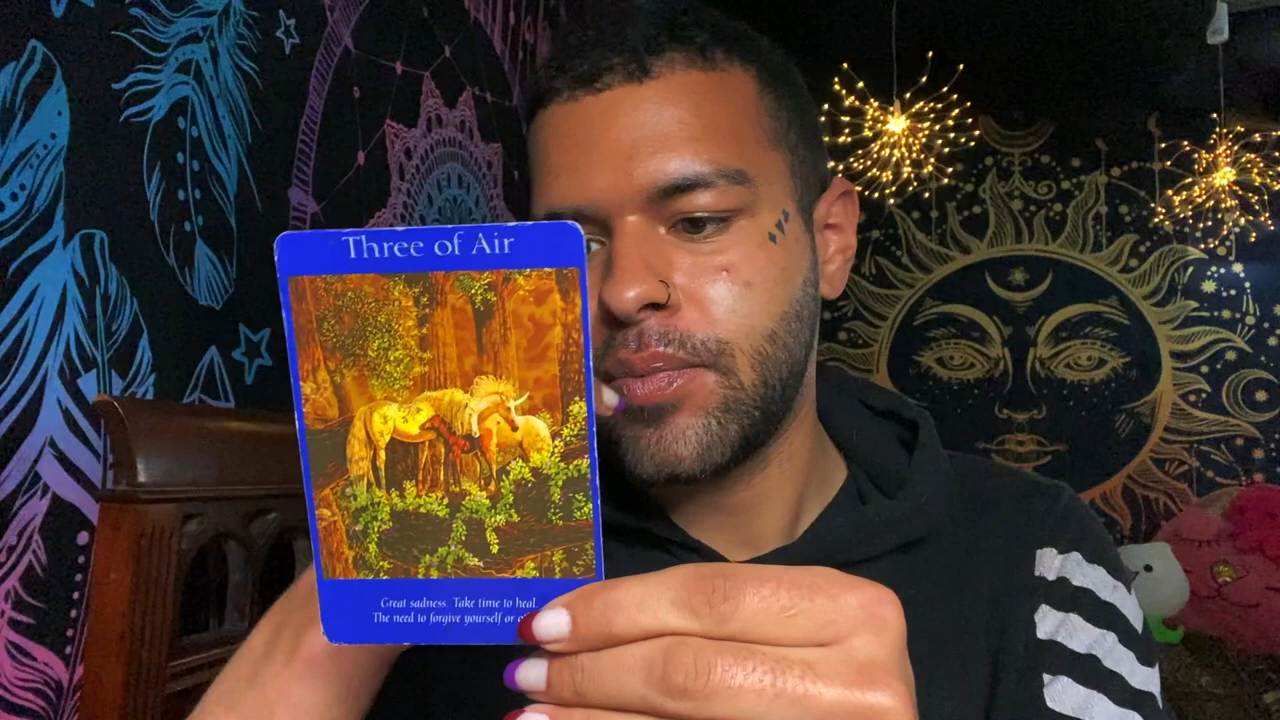 Three of Air
Great sadness. Take time to heal.
The need to forgive yourself or